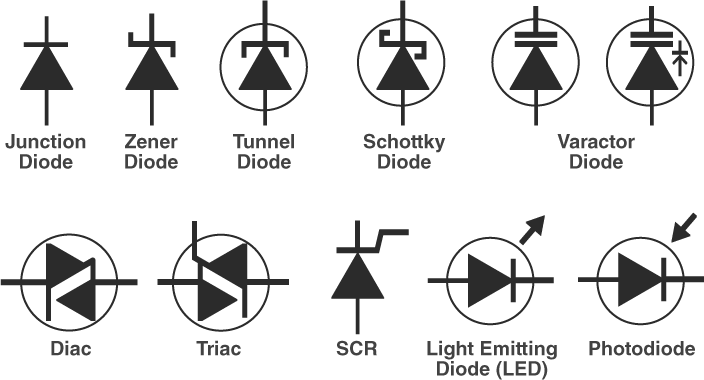 Junction
Diode
Zener
Diode
Tunnel
Diode
Schottky
Diode
Varactor
Diode
Diac
Triac
SCR
Light Emitting
Diode (LED)
Photodiode